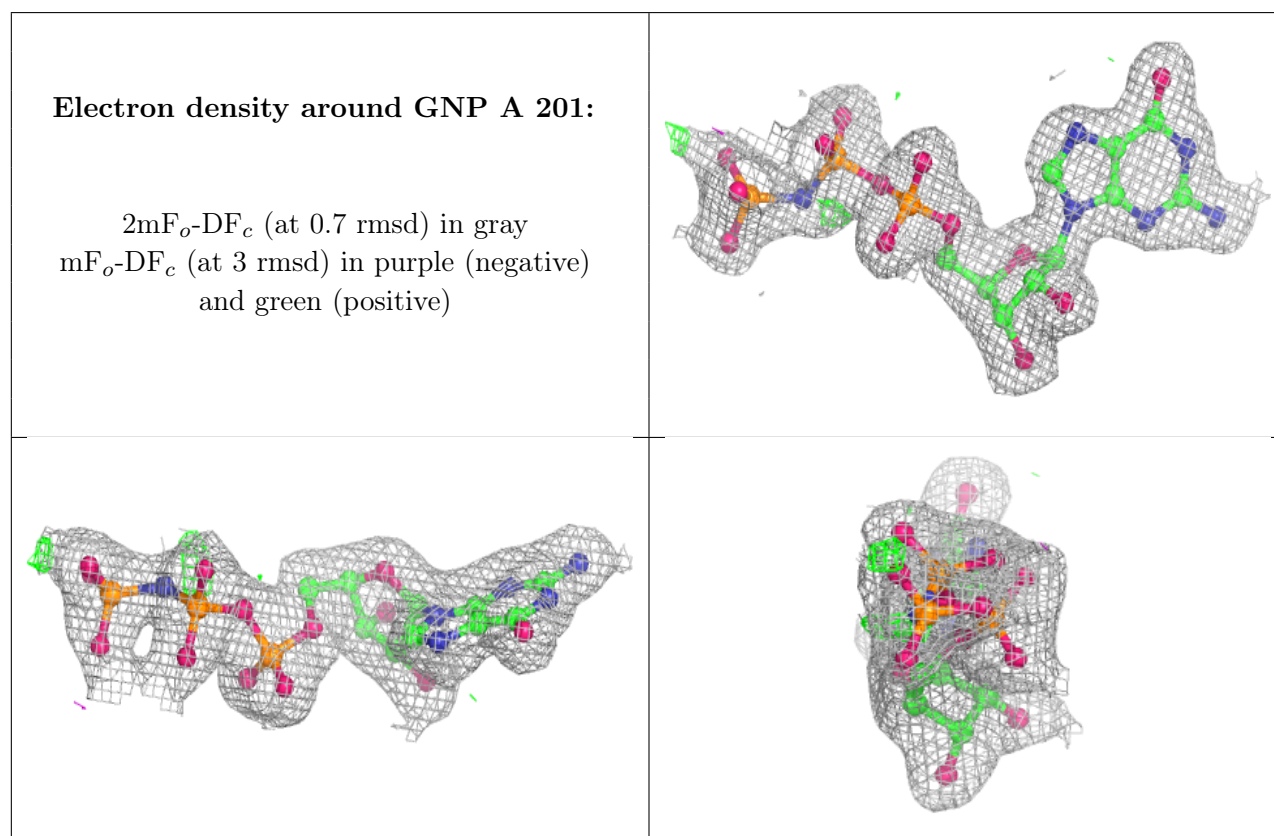 Electron density around GNP A 201:
2mFo-DFc (at 0.7 rmsd) in gray
mFo-DFc (at 3 rmsd) in purple (negative)
and green (positive)